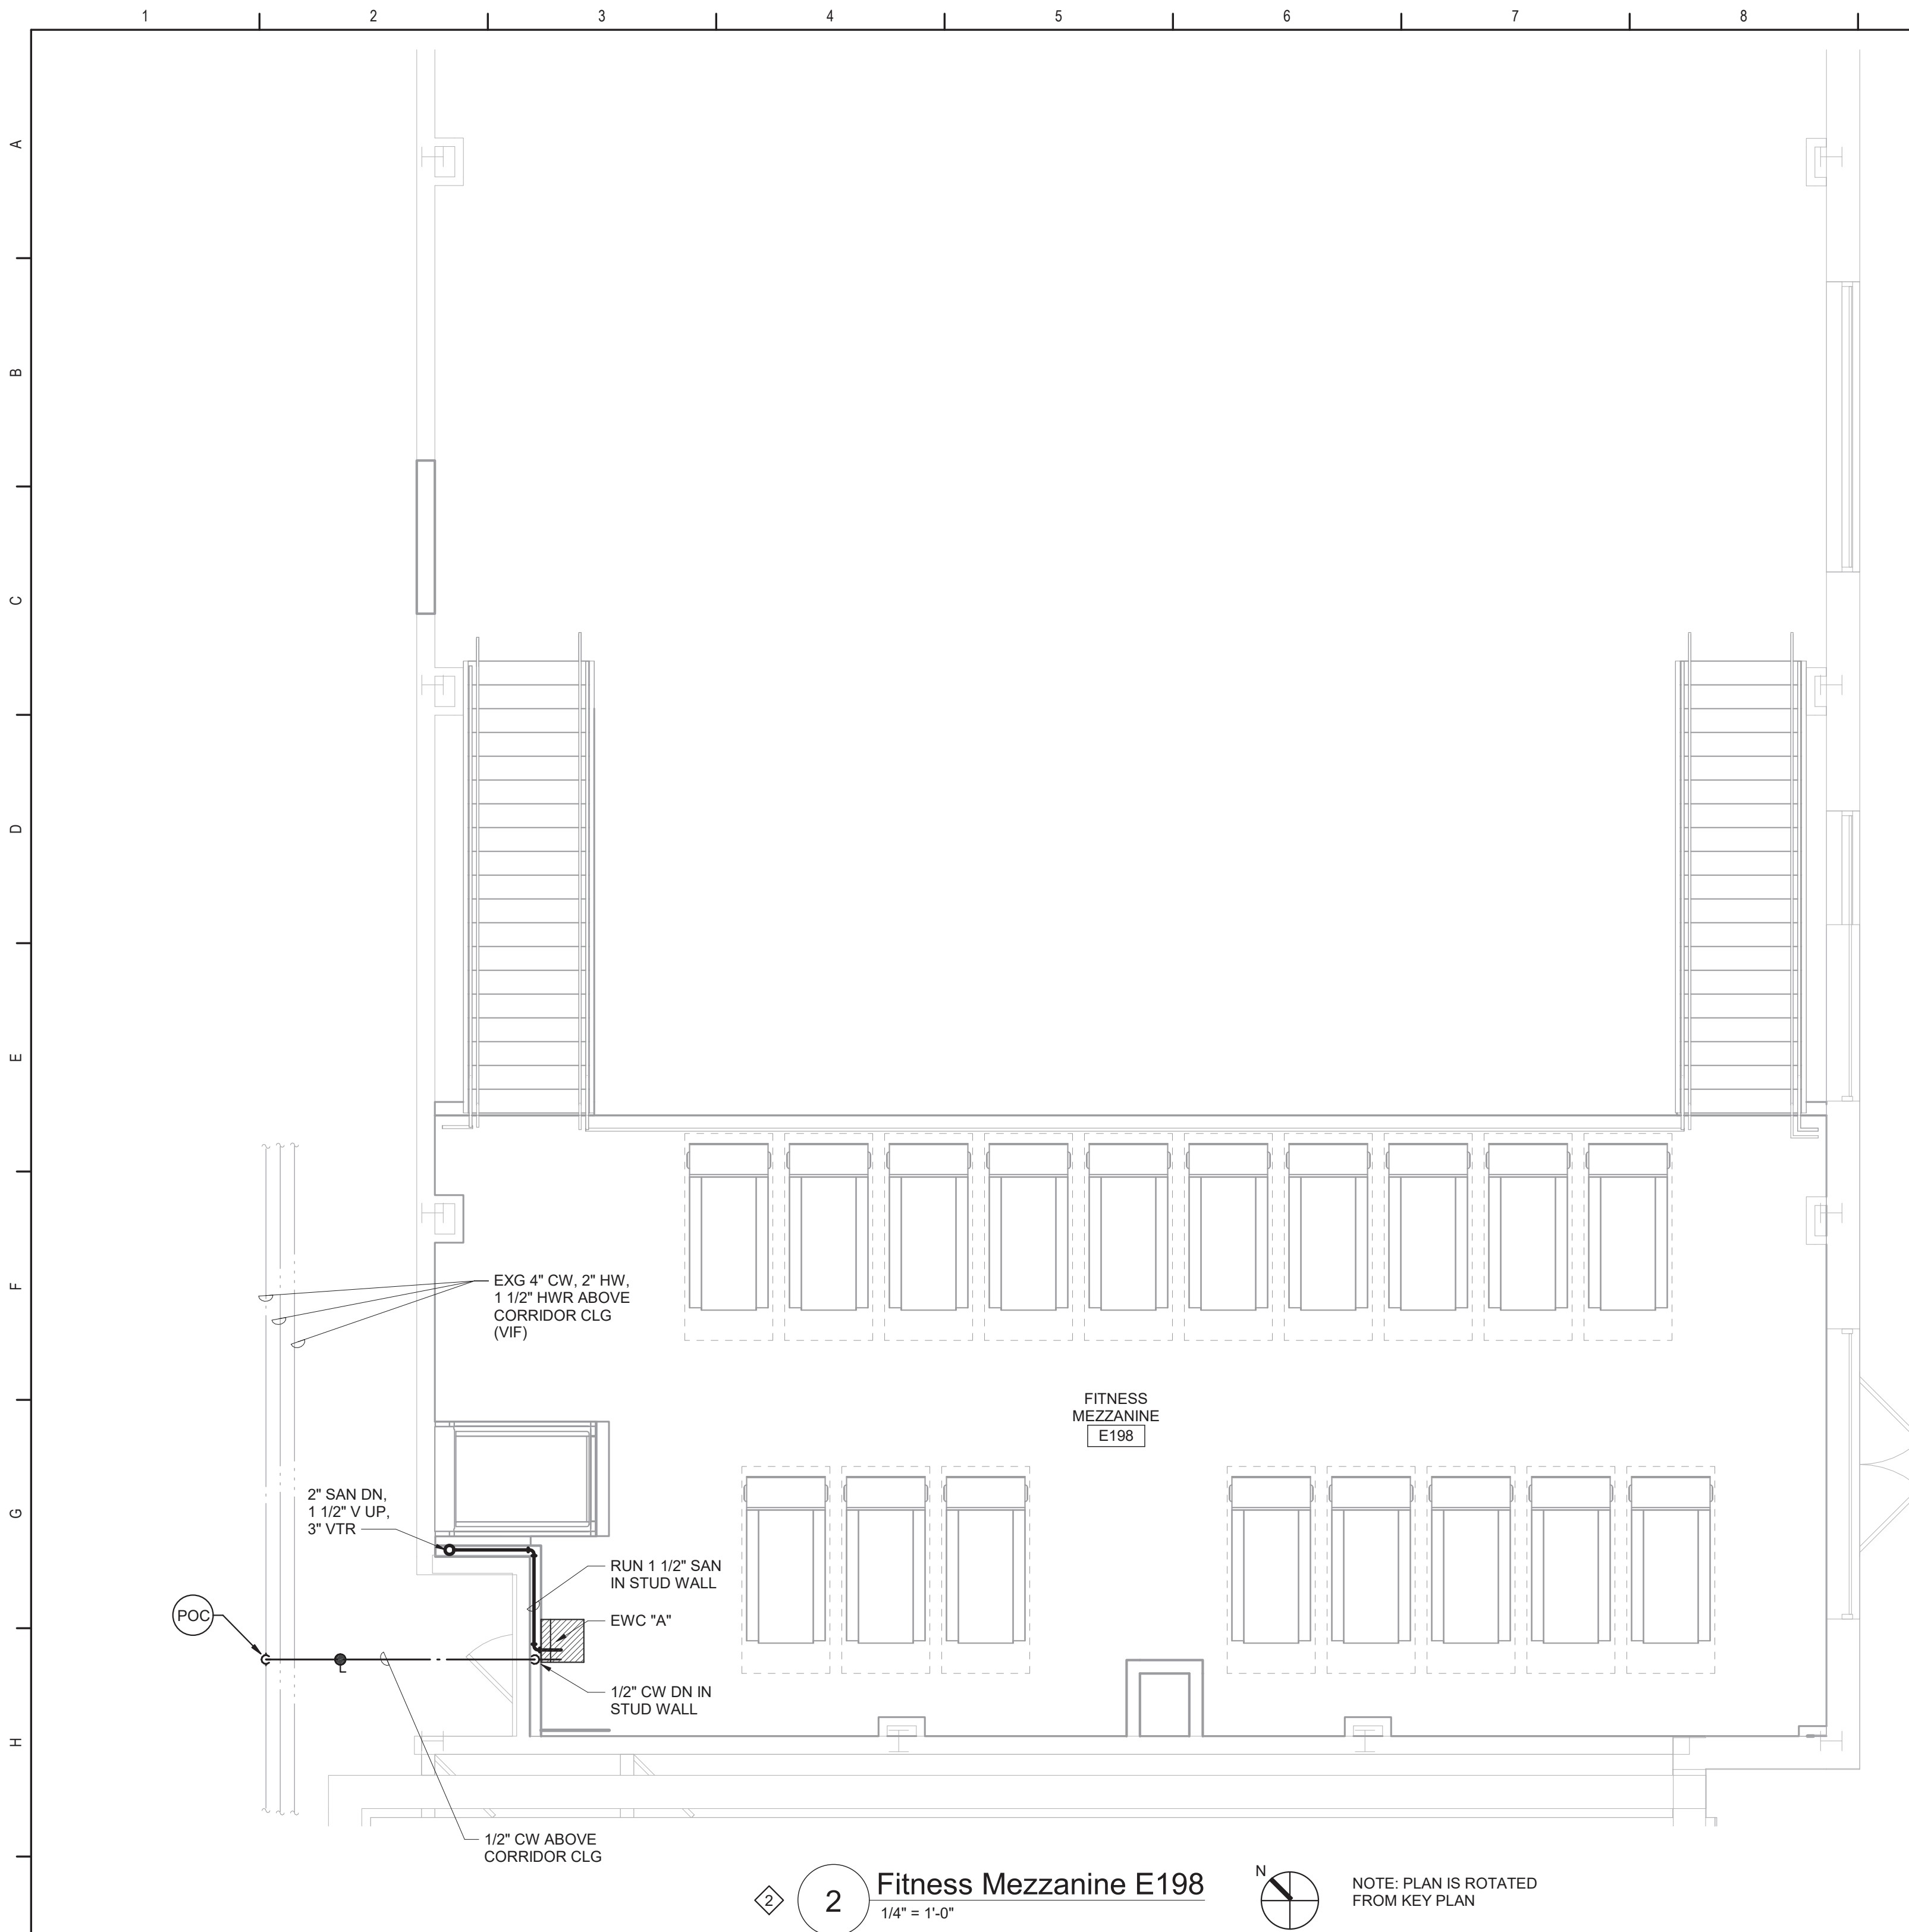 1 2 3 4 5 6 7 8
A
B
C
D
E
F
G
H
EXG 4" CW, 2" HW,
1 1/2" HWR ABOVE
CORRIDOR CLG
(VIF)
FITNESS
MEZZANINE
E198
2" SAN DN,
1 1/2" V UP,
3" VTR
RUN 1 1/2" SAN
IN STUD WALL
EWC "A"
POC
1/2" CW DN IN
STUD WALL
1/2" CW ABOVE
CORRIDOR CLG
2
2
Fitness Mezzanine E198
1/4" = 1'-0"
N
NOTE: PLAN IS ROTATED
FROM KEY PLAN